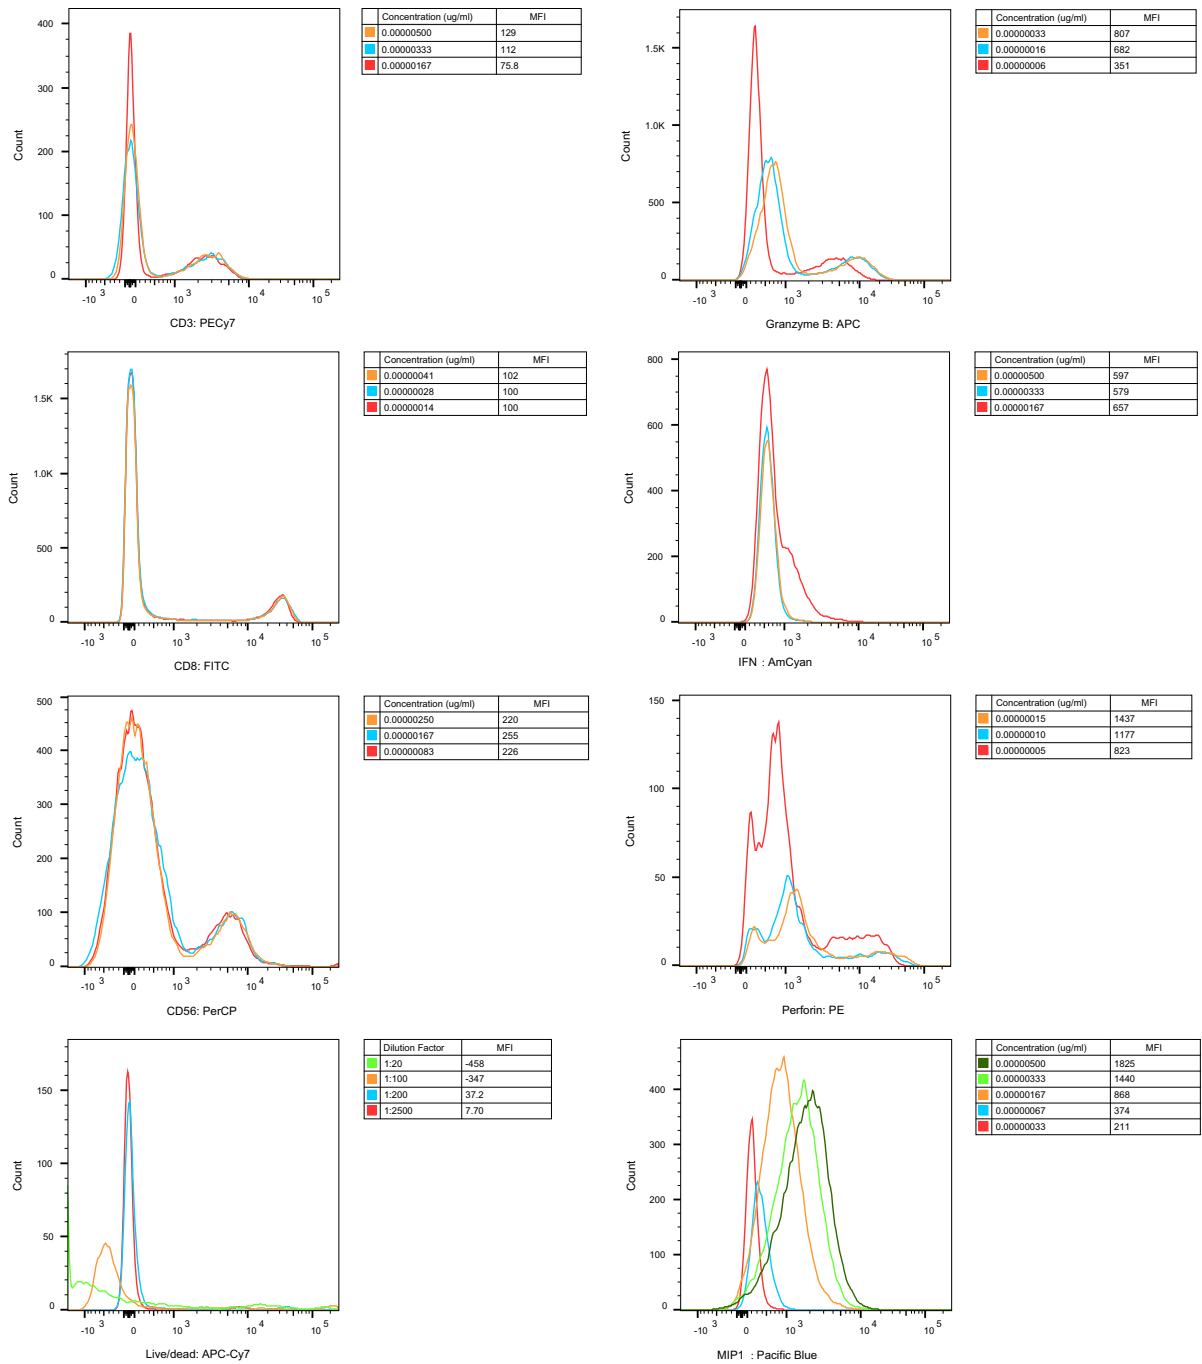 Concentration (ug/ml) MFI
0.00000500 129
0.00000333 112
0.00000167 75.8
400
300
200
100
0
Count
-10 3 0 10 3 10 4 10 5
CD3: PECy7
Concentration (ug/ml) MFI
0.00000033 807
0.00000016 682
0.00000006 351
1.5K
1.0K
500
0
Count
-10 3 0 10 3 10 4 10 5
Granzyme B: APC
Concentration (ug/ml) MFI
0.00000041 102
0.00000028 100
0.00000014 100
1.5K
1.0K
500
0
Count
-10 3 0 10 3 10 4 10 5
CD8: FITC
Concentration (ug/ml) MFI
0.00000500 597
0.00000333 579
0.00000167 657
800
600
400
200
0
Count
-10 3 0 10 3 10 4 10 5
IFN : AmCyan
Concentration (ug/ml) MFI
0.00000250 220
0.00000167 255
0.00000083 226
500
400
300
200
100
0
Count
-10 3 0 10 3 10 4 10 5
CD56: PerCP
Concentration (ug/ml) MFI
0.00000015 1437
0.00000010 1177
0.00000005 823
150
100
50
0
Count
-10 3 0 10 3 10 4 10 5
Perforin: PE
Dilution Factor MFI
1:20 -458
1:100 -347
1:200 37.2
1:2500 7.70
150
100
50
0
Count
-10 3 0 10 3 10 4 10 5
Live/dead: APC-Cy7
Concentration (ug/ml) MFI
0.00000500 1825
0.00000333 1440
0.00000167 868
0.00000067 374
0.00000033 211
400
300
200
100
0
Count
-10 3 0 10 3 10 4 10 5
MIP1 : Pacific Blue